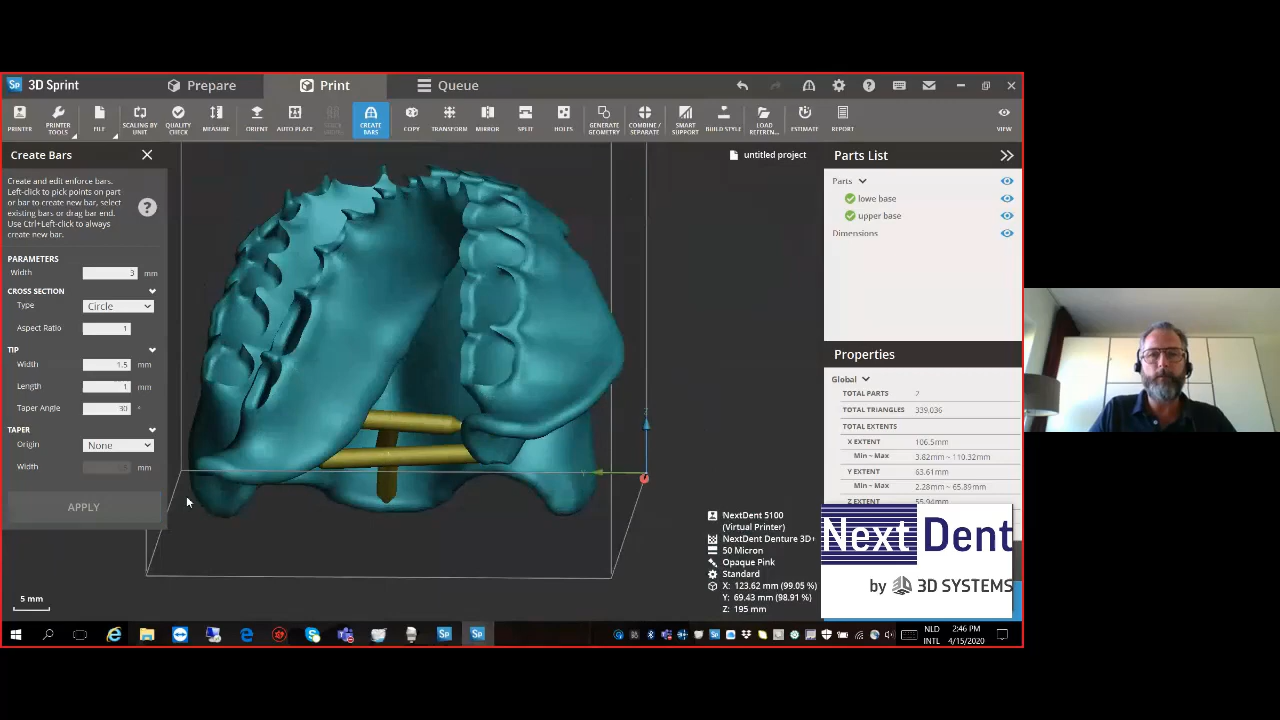 Sp 3D Sprint
Prepare
Print
Queue
PRINTER
PRINTER TOOLS
FILE
SCALING BY UNIT
QUALITY CHECK
MEASURE
ORIENT
AUTO PLACE
CREATE BARS
COPY
TRANSFORM
MIRROR
SPLIT
HOLES
GENERATE GEOMETRY
COMBINE / SEPARATE
SMART SUPPORT
BUILD STYLE
LOAD REFEREN...
ESTIMATE
REPORT
VIEW
Create Bars
Create and edit enforce bars.
Left-click to pick points on part
or bar to create new bar, select
existing bars or drag bar end.
Use Ctrl+Left-click to always
create new bar.
PARAMETERS
Width 3 mm
CROSS SECTION
Type Circle
Aspect Ratio 1
TIP
Width 1.5 mm
Length 1 mm
Taper Angle 30 °
TAPER
Origin None
Width mm
APPLY
5 mm
untitled project
NextDent 5100
(Virtual Printer)
NextDent Denture 3D+
50 Micron
Opaque Pink
Standard
X: 123.62 mm (99.05 %)
Y: 69.43 mm (98.91 %)
Z: 195 mm
Parts List
Parts
lowe base
upper base
Dimensions
Properties
Global
TOTAL PARTS 2
TOTAL TRIANGLES 339,036
TOTAL EXTENTS
X EXTENT 106.5mm
Min ~ Max 3.82mm ~ 110.32mm
Y EXTENT 63.61mm
Min ~ Max 2.28mm ~ 65.89mm
Z EXTENT 55.94mm
NextDent
by 3D SYSTEMS
Sp
Sp
NLD
INTL
2:46 PM
4/15/2020